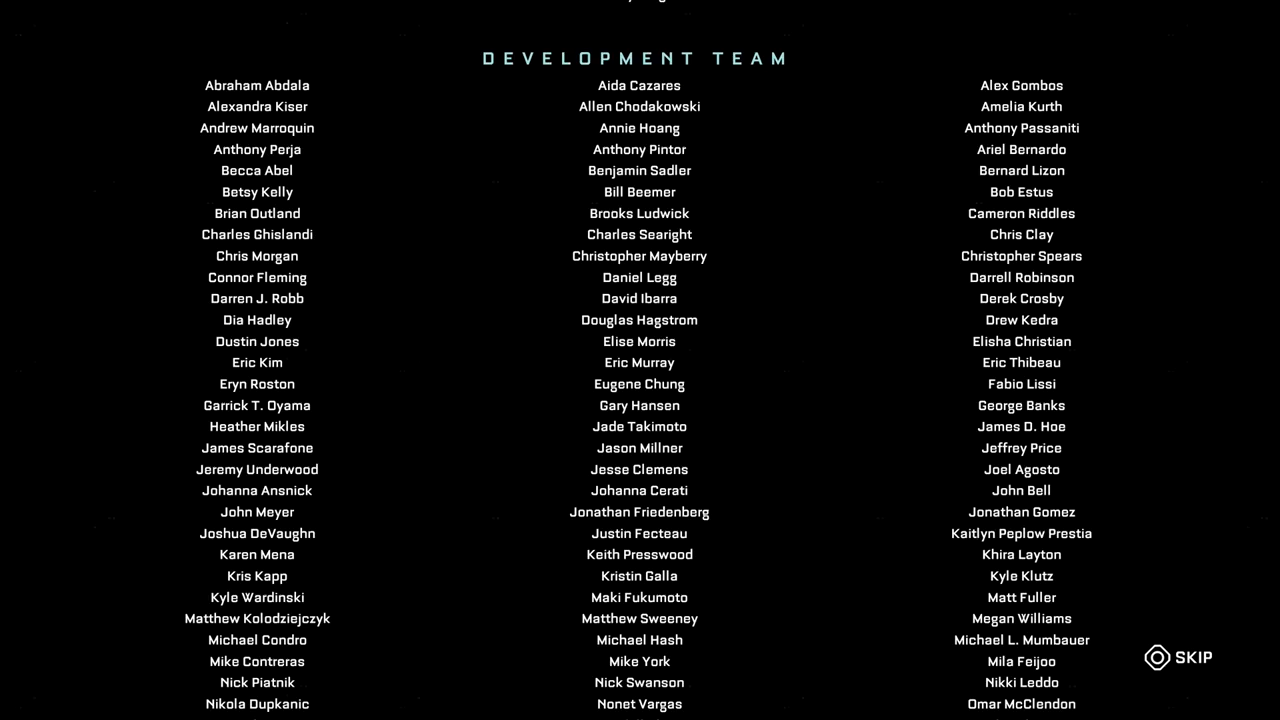 DEVELOPMENT TEAM
Abraham Abdala Aida Cazares Alex Gombos
Alexandra Kiser Allen Chodakowski Amelia Kurth
Andrew Marroquin Annie Hoang Anthony Passaniti
Anthony Perja Anthony Pintor Ariel Bernardo
Becca Abel Benjamin Sadler Bernard Lizon
Betsy Kelly Bill Beemer Bob Estus
Brian Outland Brooks Ludwick Cameron Riddles
Charles Ghislandi Charles Searight Chris Clay
Chris Morgan Christopher Mayberry Christopher Spears
Connor Fleming Daniel Legg Darrell Robinson
Darren J. Robb David Ibarra Derek Crosby
Dia Hadley Douglas Hagstrom Drew Kedra
Dustin Jones Elise Morris Elisha Christian
Eric Kim Eric Murray Eric Thibeau
Eryn Roston Eugene Chung Fabio Lissi
Garrick T. Oyama Gary Hansen George Banks
Heather Mikles Jade Takimoto James D. Hoe
James Scarafone Jason Millner Jeffrey Price
Jeremy Underwood Jesse Clemens Joel Agosto
Johanna Ansnick Johanna Cerati John Bell
John Meyer Jonathan Friedenberg Jonathan Gomez
Joshua DeVaughn Justin Fecteau Kaitlyn Peplow Prestia
Karen Mena Keith Presswood Khira Layton
Kris Kapp Kristin Galla Kyle Klutz
Kyle Wardinski Maki Fukumoto Matt Fuller
Matthew Kolodziejczyk Matthew Sweeney Megan Williams
Michael Condro Michael Hash Michael L. Mumbauer
Mike Contreras Mike York Mila Feijoo
Nick Piatnik Nick Swanson Nikki Leddo
Nikola Dupkanic Nonet Vargas Omar McClendon
SKIP